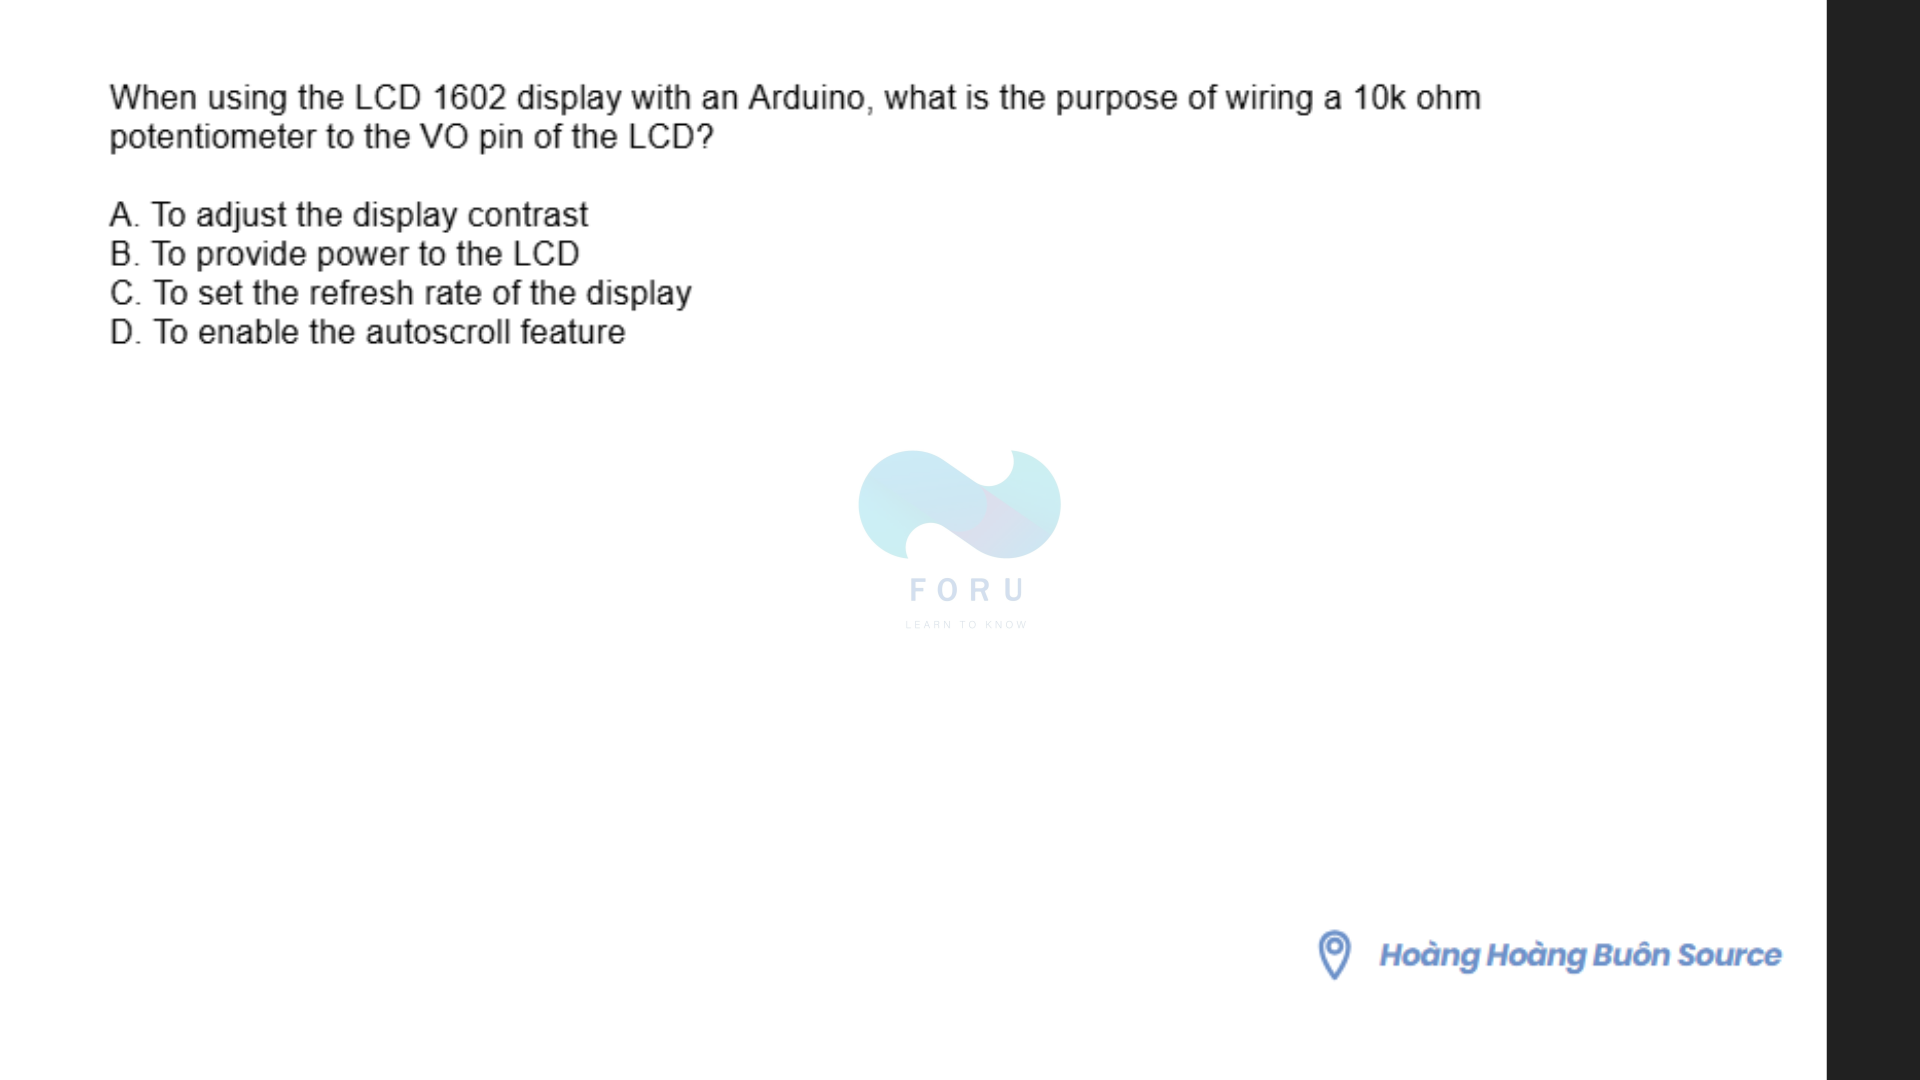 When using the LCD 1602 display with an Arduino, what is the purpose of wiring a 10k ohm
potentiometer to the VO pin of the LCD?
A. To adjust the display contrast
B. To provide power to the LCD
C. To set the refresh rate of the display
D. To enable the autoscroll feature
FORU
LEARN TO KNOW
Hoàng Hoàng Buôn Source